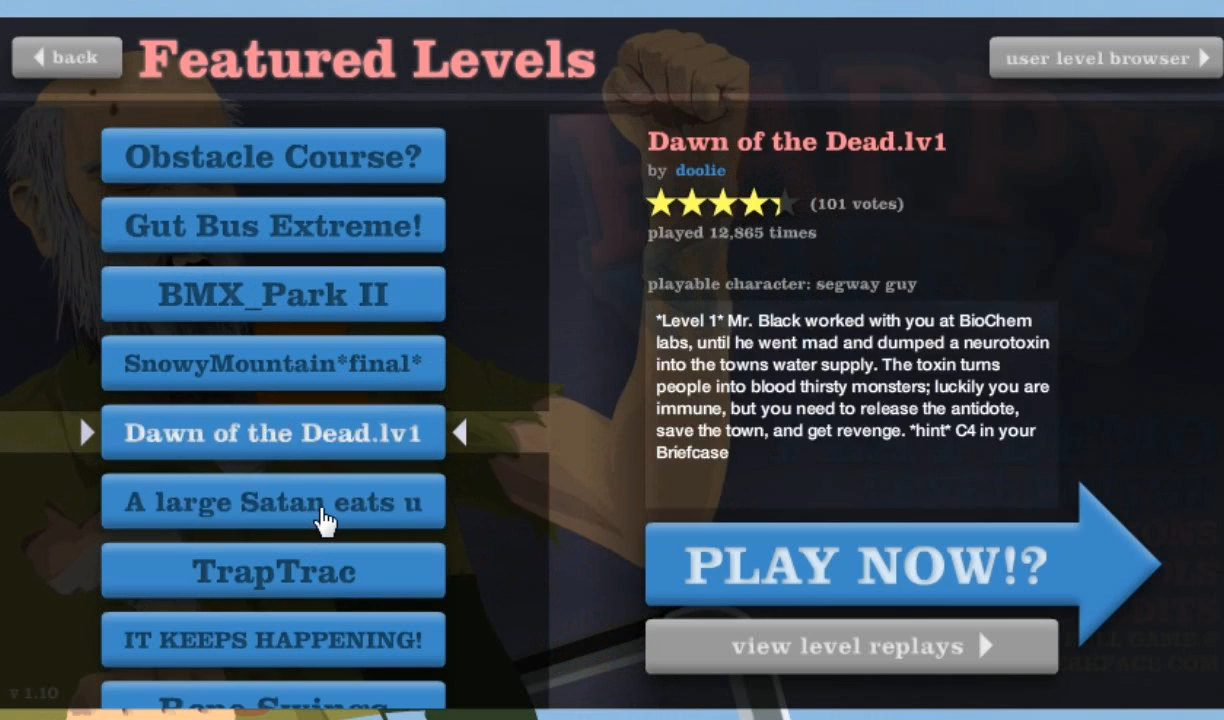 back
Featured Levels
user level browser
Obstacle Course?
Gut Bus Extreme!
BMX_Park II
SnowyMountain*final*
Dawn of the Dead.lv1
A large Satan eats u
TrapTrac
IT KEEPS HAPPENING!
Rope Swings
v 1.10
Dawn of the Dead.lv1
by doolie
(101 votes)
played 12,865 times
playable character: segway guy
*Level 1* Mr. Black worked with you at BioChem
labs, until he went mad and dumped a neurotoxin
into the towns water supply. The toxin turns
people into blood thirsty monsters; luckily you are
immune, but you need to release the antidote,
save the town, and get revenge. *hint* C4 in your
Briefcase
PLAY NOW!?
view level replays